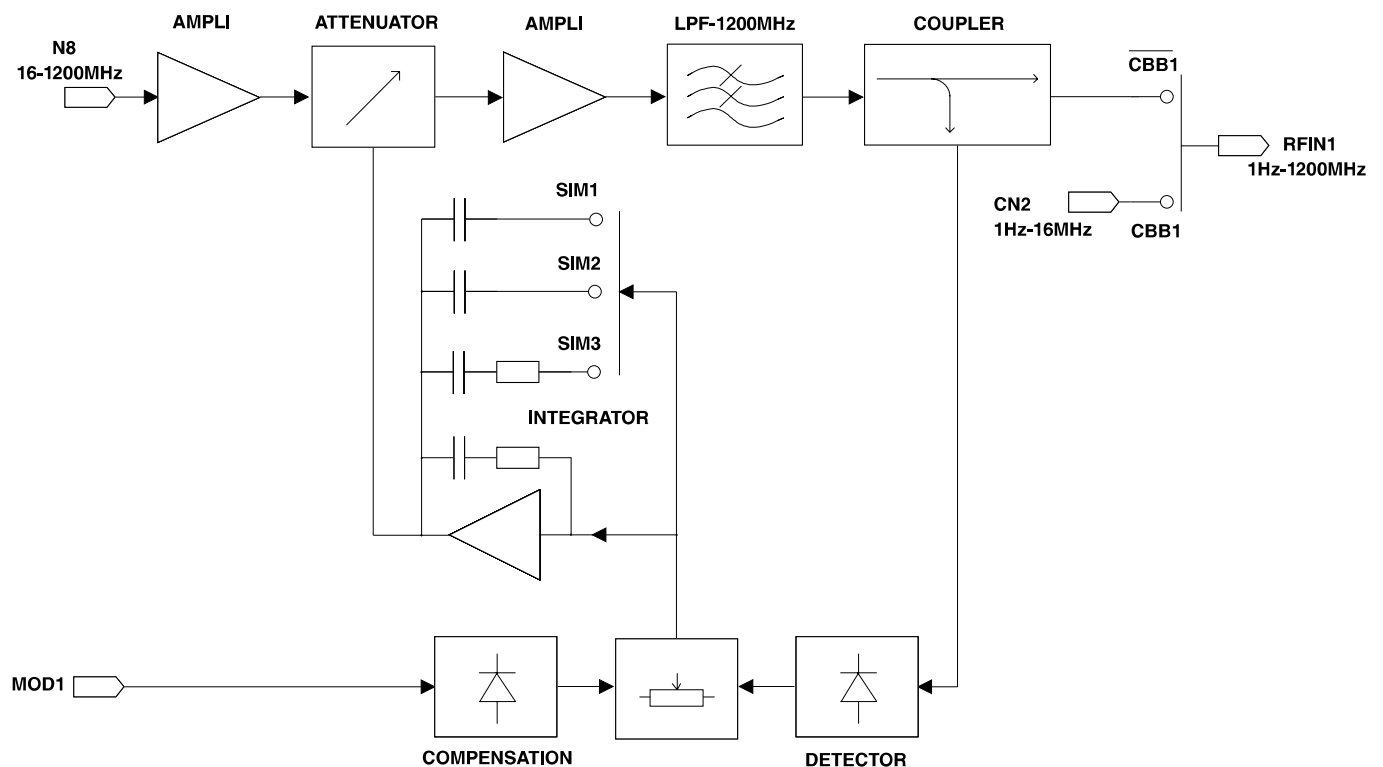 AMPLI
ATTENUATOR
AMPLI
LPF-1200MHz
COUPLER
N8
16-1200MHz
CBB1
RFIN1
1Hz-1200MHz
CN2
1Hz-16MHz
CBB1
SIM1
SIM2
SIM3
INTEGRATOR
MOD1
COMPENSATION
DETECTOR